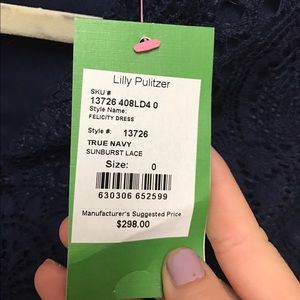 Lilly Pulitzer
SKU #
13726 408LD4 0
Style Name:
FELICITY DRESS
Style #: 13726
TRUE NAVY
SUNBURST LACE
Size: 0
630306 652599
Manufacturer's Suggested Price
$298.00